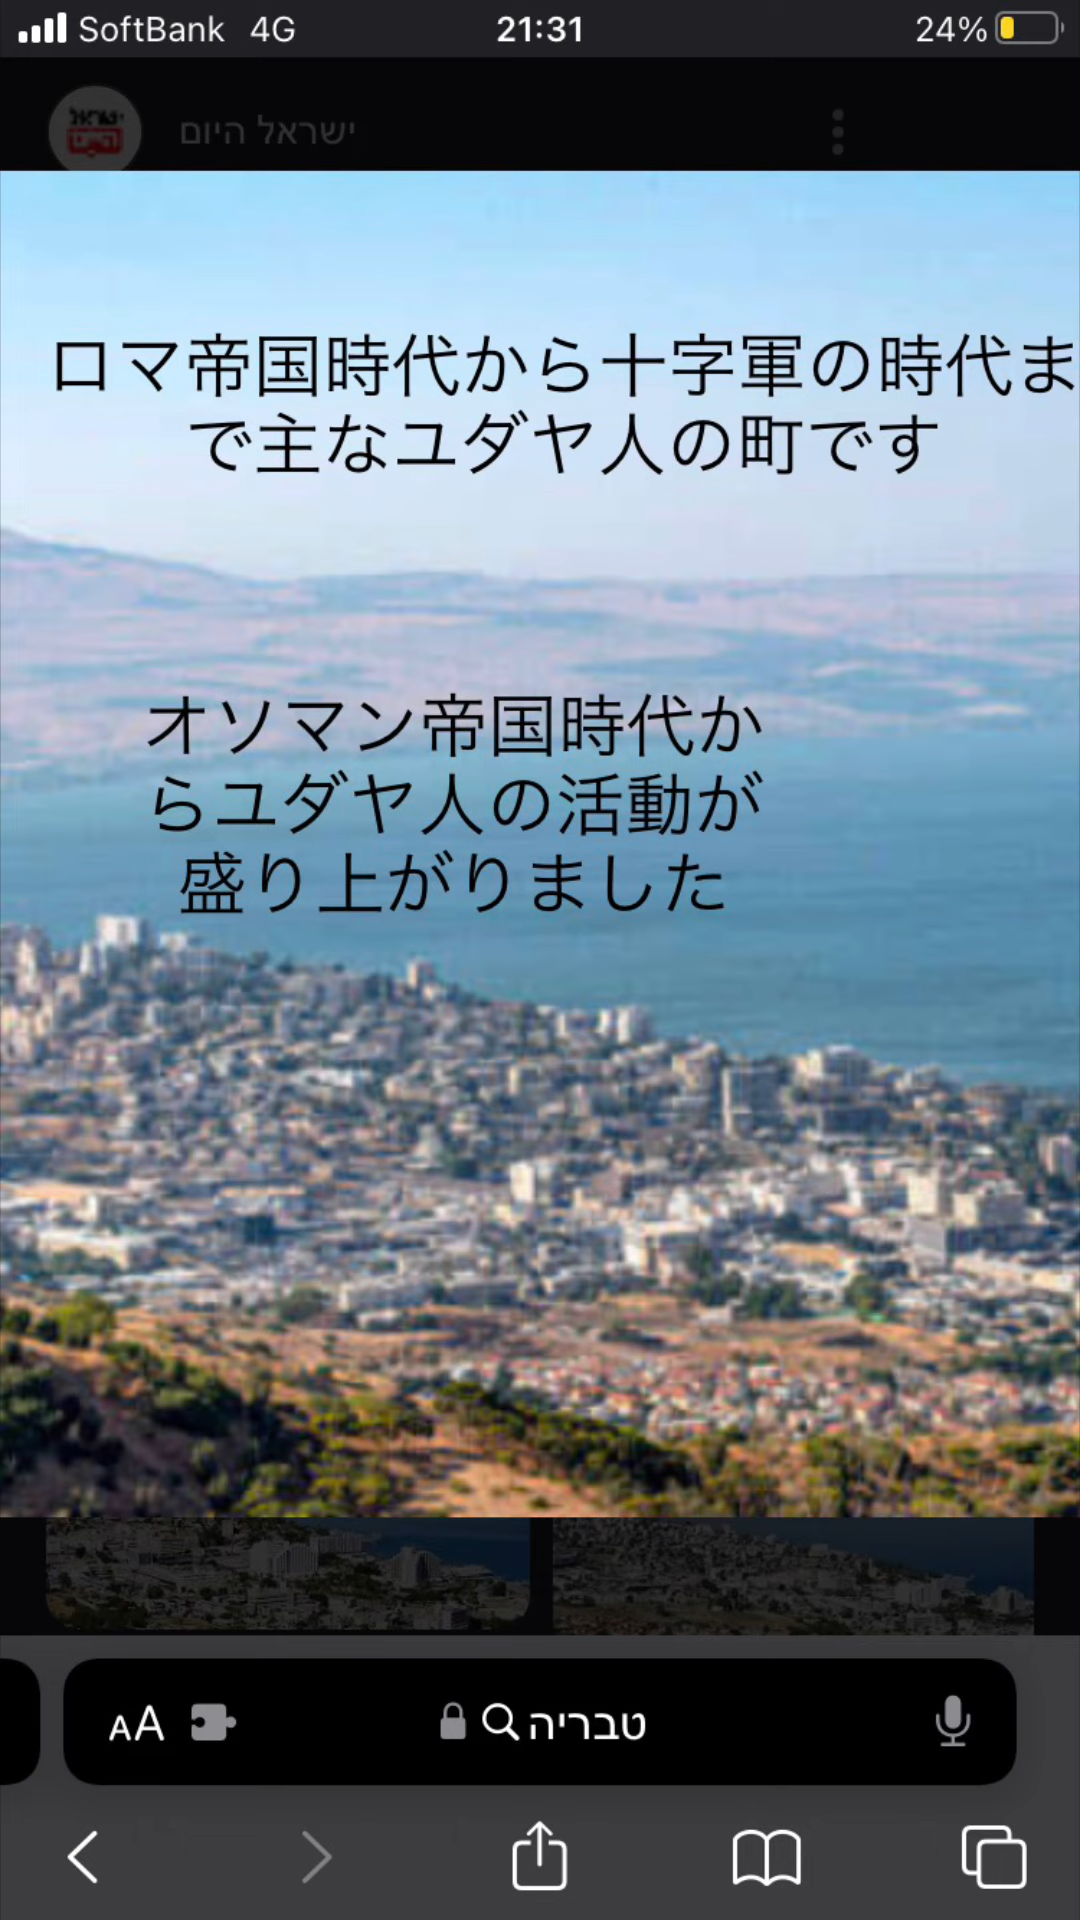 SoftBank 4G 21:31 24%
ישראל היום
ロマ帝国時代から十字軍の時代ま
で主なユダヤ人の町です
オソマン帝国時代か
らユダヤ人の活動が
盛り上がりました
AA טבריה